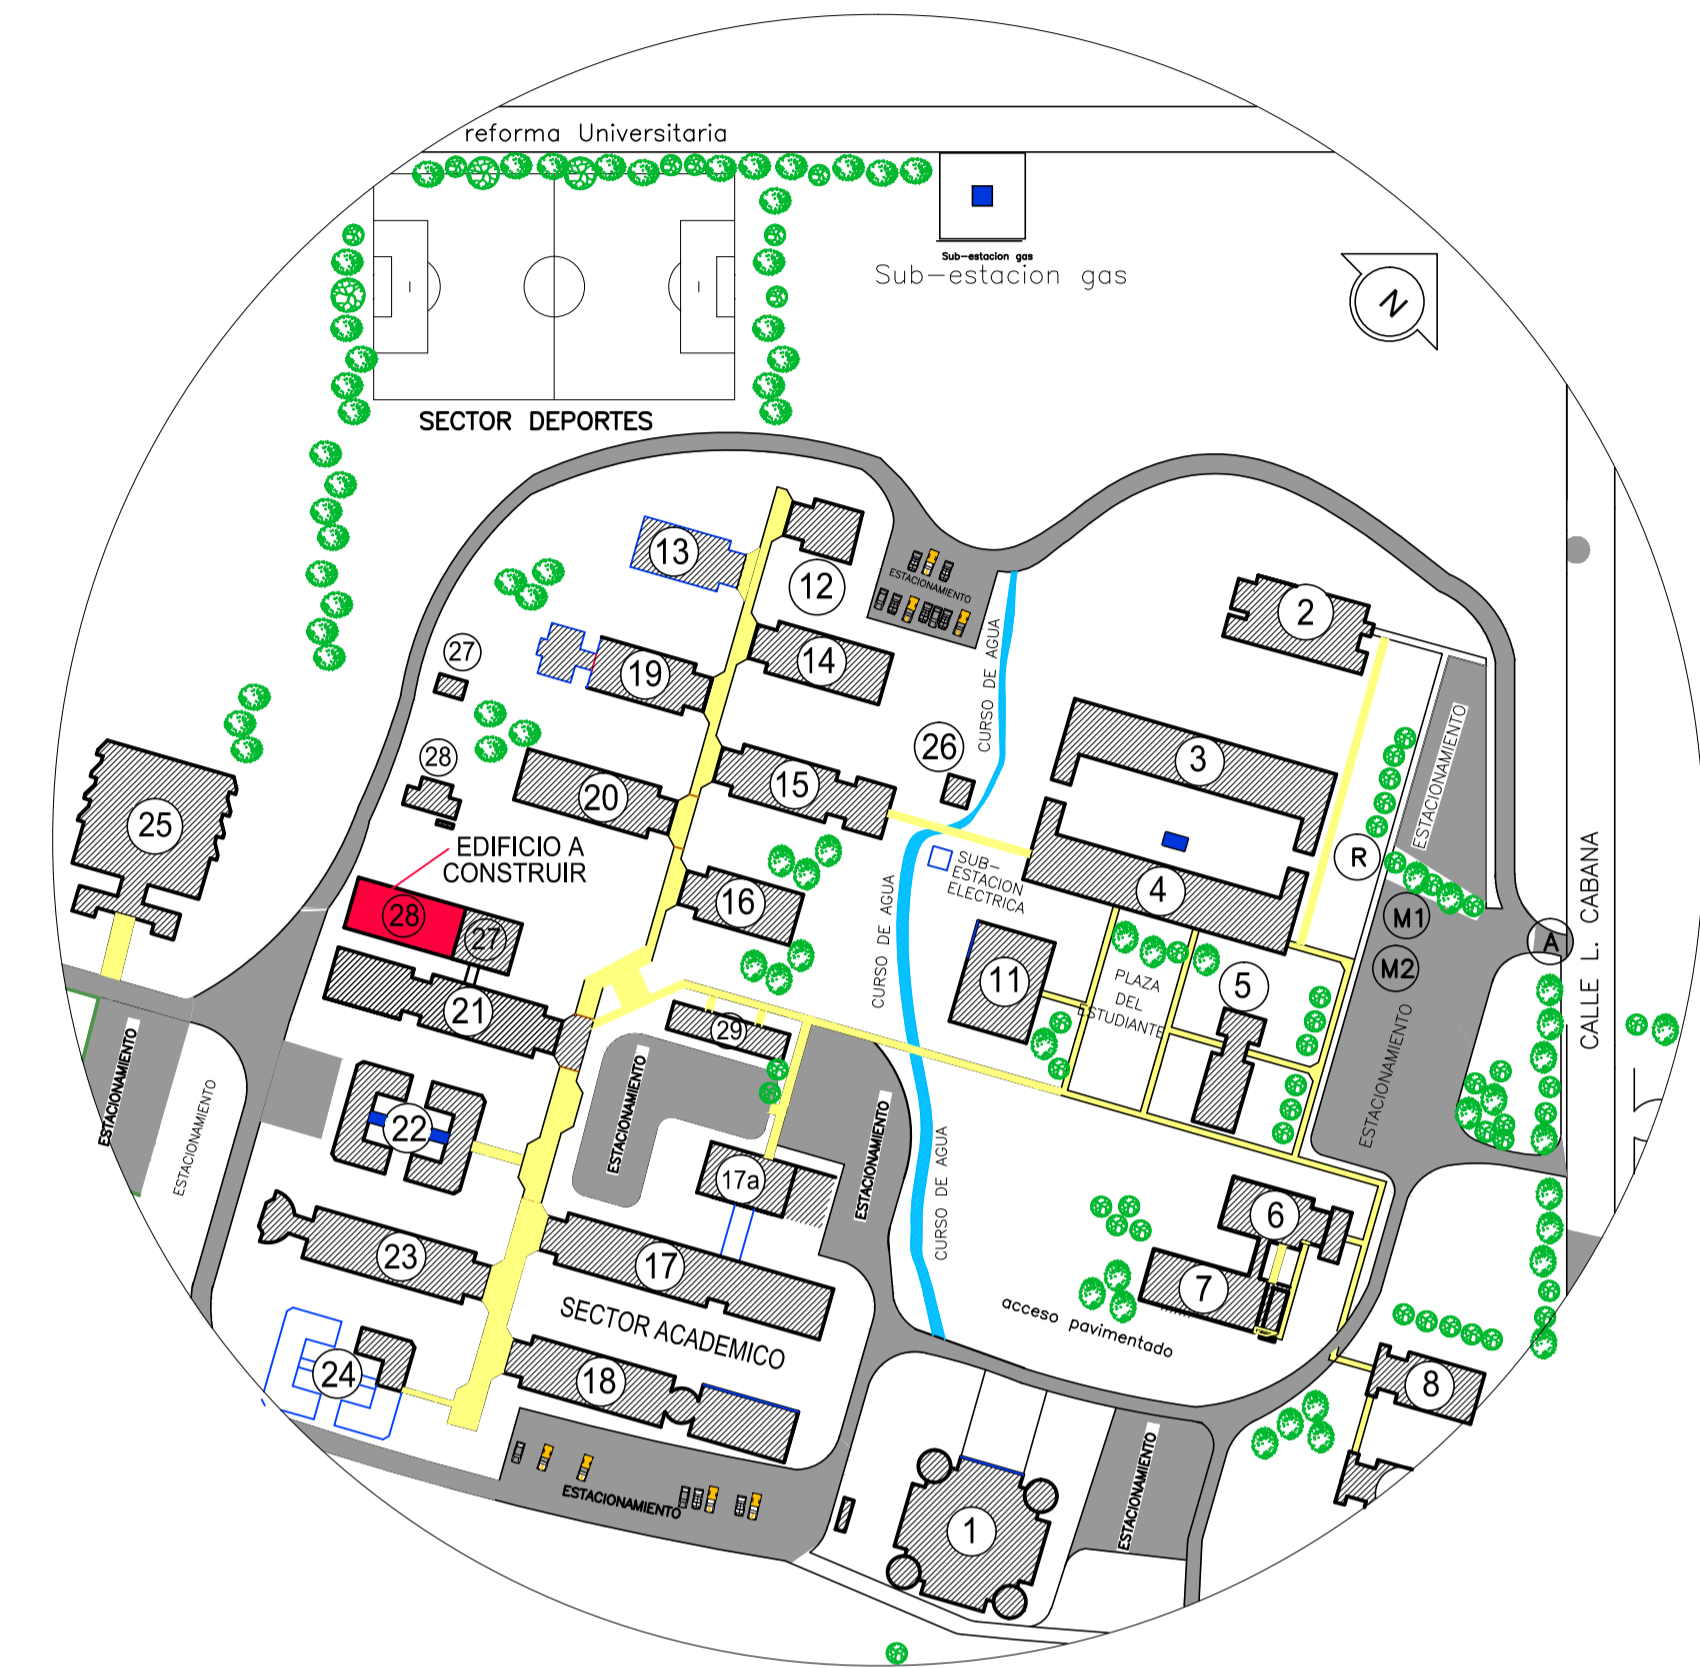 reforma Universitaria
Sub-estacion gas
Sub-estacion gas
N
SECTOR DEPORTES
13
12
ESTACIONAMIENTO
2
14
27
19
CURSO DE AGUA
26
28
3
15
20
ESTACIONAMIENTO
25
EDIFICIO A
CONSTRUIR
R
SUB-
ESTACION
ELECTRICA
4
CALLE L. CABANA
16
28
27
M1
A
CURSO DE AGUA
M2
11
PLAZA
DEL
ESTUDIANTE
5
21
29
ESTACIONAMIENTO
ESTACIONAMIENTO
ESTACIONAMIENTO
ESTACIONAMIENTO
ESTACIONAMIENTO
22
CURSO DE AGUA
17a
6
23
17
7
SECTOR ACADEMICO
acceso pavimentado
24
18
8
ESTACIONAMIENTO
ESTACIONAMIENTO
1